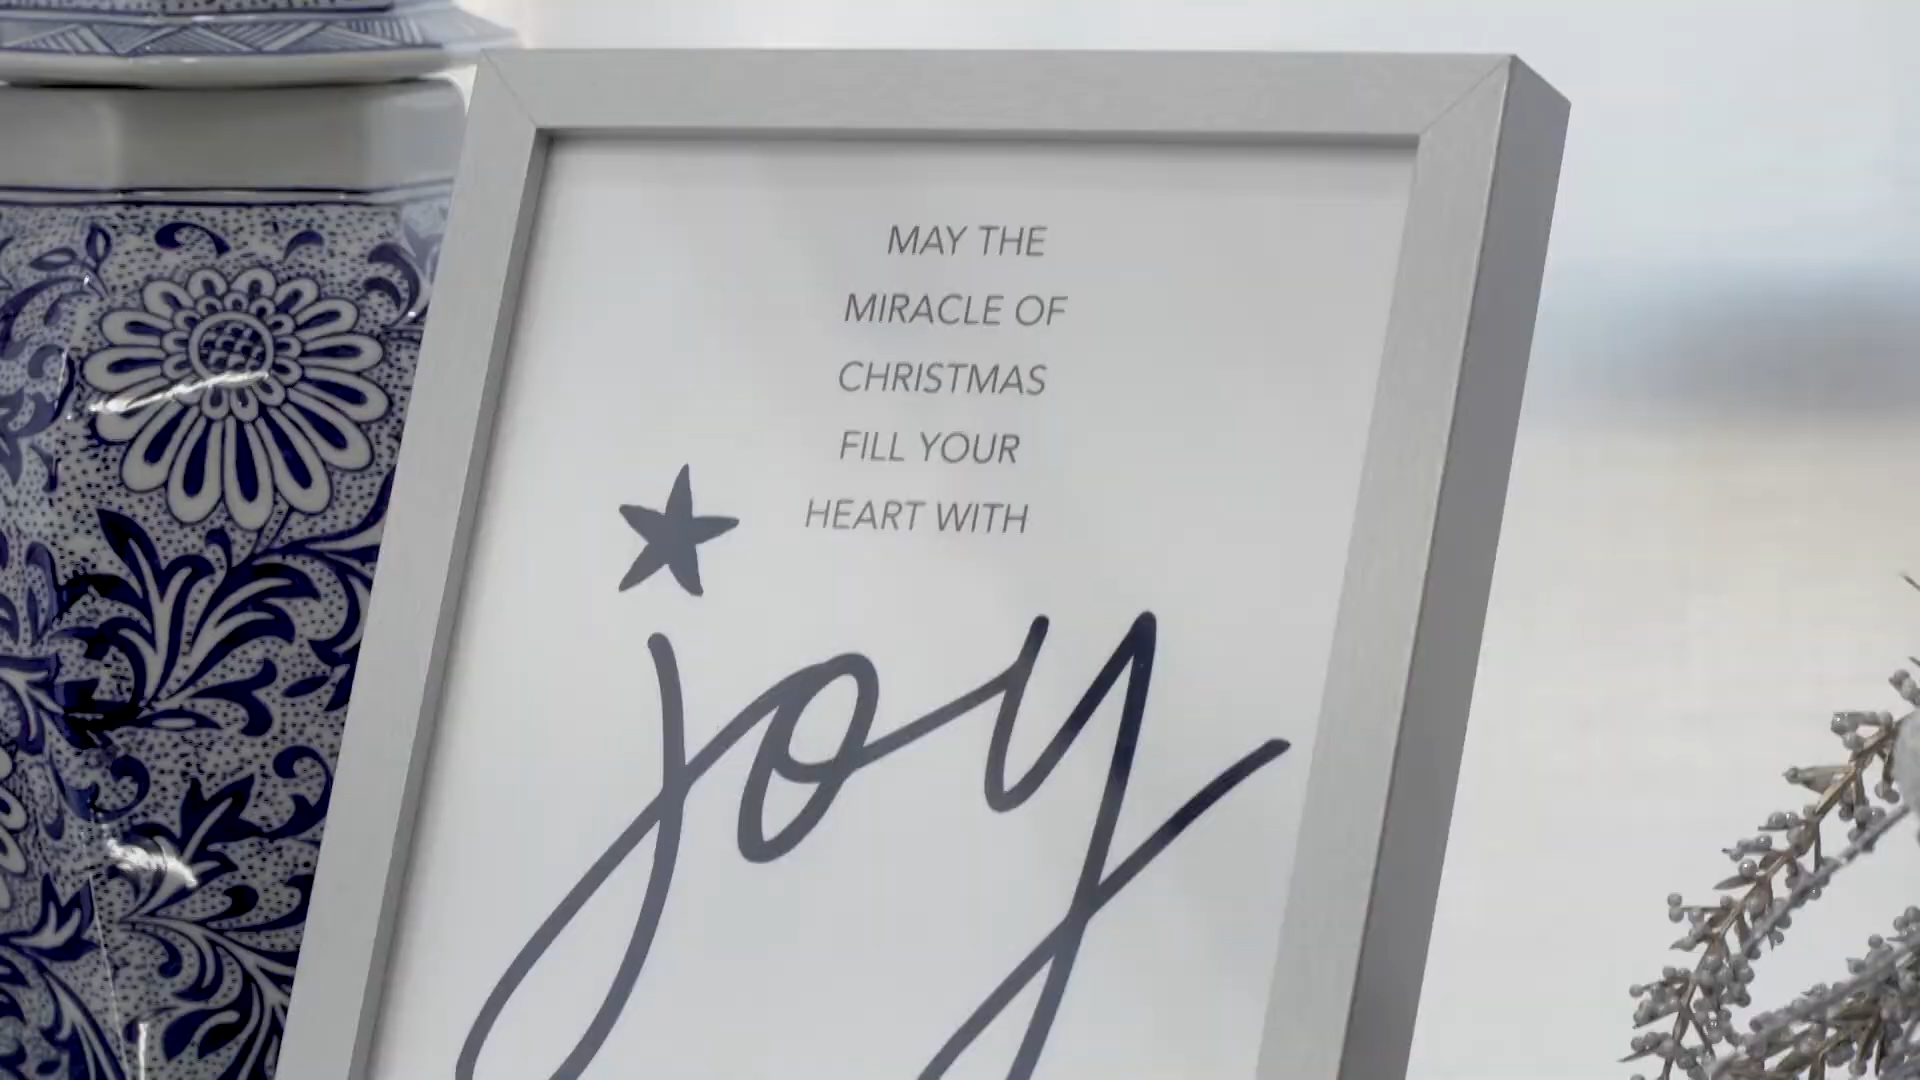 MAY THE
MIRACLE OF
CHRISTMAS
FILL YOUR
HEART WITH
joy